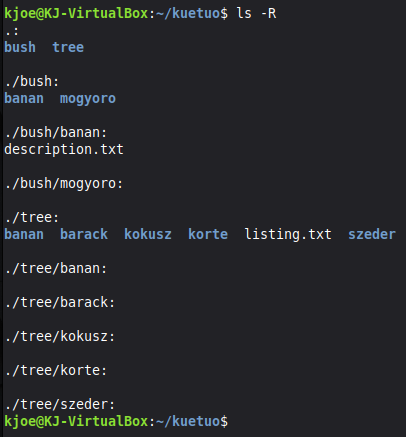 kjoe@KJ-VirtualBox:~/kuetuo$ ls -R
.:
bush  tree
./bush:
banan  mogyoro
./bush/banan:
description.txt
./bush/mogyoro:
./tree:
banan  barack  kokusz  korte  listing.txt  szeder
./tree/banan:
./tree/barack:
./tree/kokusz:
./tree/korte:
./tree/szeder:
kjoe@KJ-VirtualBox:~/kuetuo$